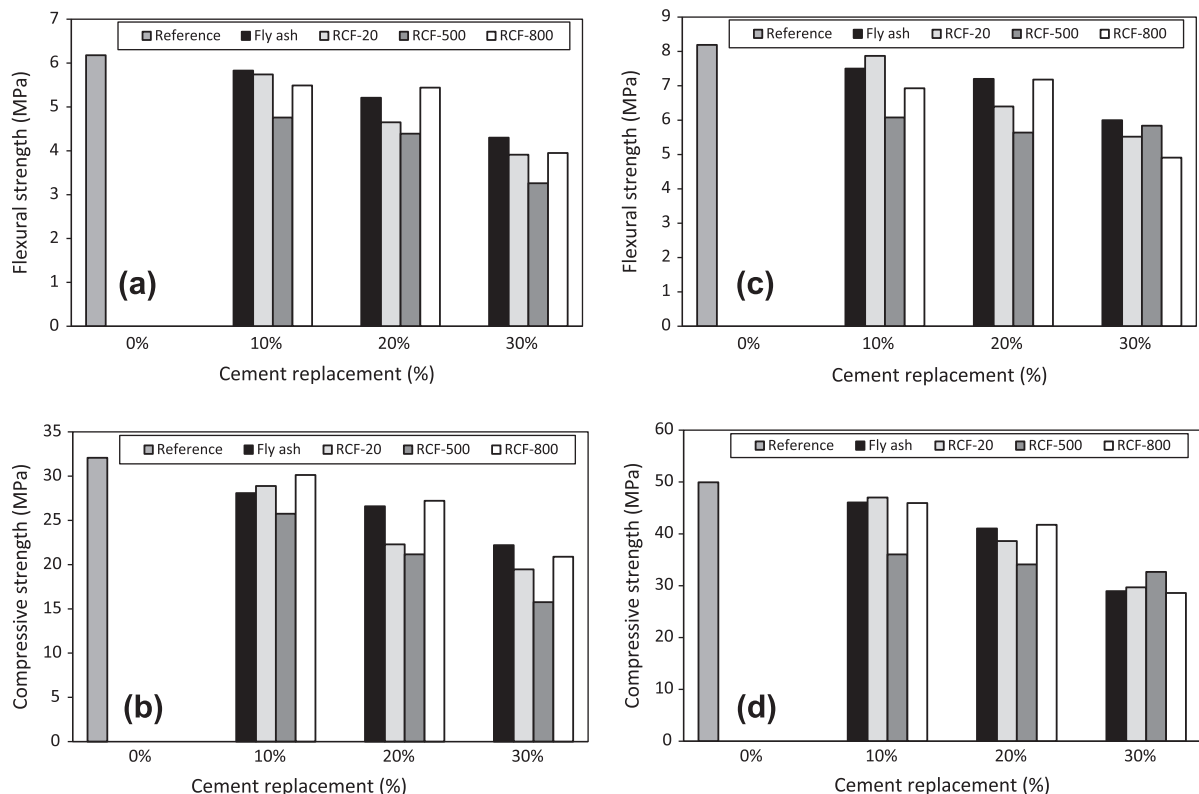 7
6
5
4
3
2
1
0
Flexural strength (MPa)
Reference Fly ash RCF-20 RCF-500 RCF-800
(a)
0% 10% 20% 30%
Cement replacement (%)
9
8
7
6
5
4
3
2
1
0
Flexural strength (MPa)
Reference Fly ash RCF-20 RCF-500 RCF-800
(c)
0% 10% 20% 30%
Cement replacement (%)
35
30
25
20
15
10
5
0
Compressive strength (MPa)
Reference Fly ash RCF-20 RCF-500 RCF-800
(b)
0% 10% 20% 30%
Cement replacement (%)
60
50
40
30
20
10
0
Compressive strength (MPa)
Reference Fly ash RCF-20 RCF-500 RCF-800
(d)
0% 10% 20% 30%
Cement replacement (%)